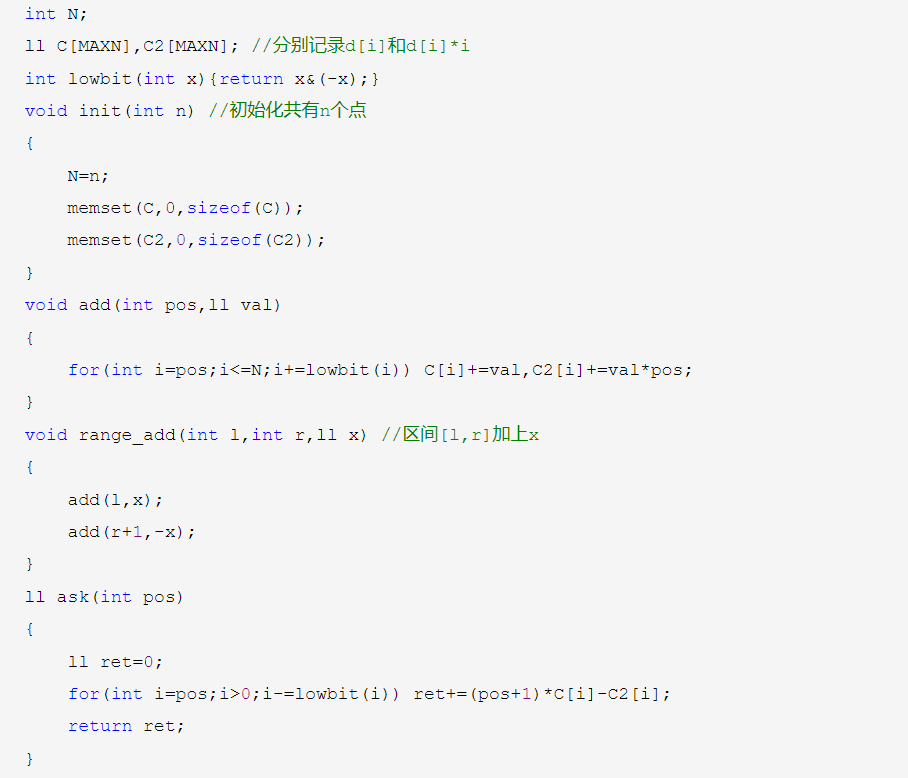 int N;
ll C[MAXN],C2[MAXN]; //分别记录d[i]和d[i]*i
int lowbit(int x){return x&(-x);}
void init(int n) //初始化共有n个点
{
    N=n;
    memset(C,0,sizeof(C));
    memset(C2,0,sizeof(C2));
}
void add(int pos,ll val)
{
    for(int i=pos;i<=N;i+=lowbit(i)) C[i]+=val,C2[i]+=val*pos;
}
void range_add(int l,int r,ll x) //区间[l,r]加上x
{
    add(l,x);
    add(r+1,-x);
}
ll ask(int pos)
{
    ll ret=0;
    for(int i=pos;i>0;i-=lowbit(i)) ret+=(pos+1)*C[i]-C2[i];
    return ret;
}